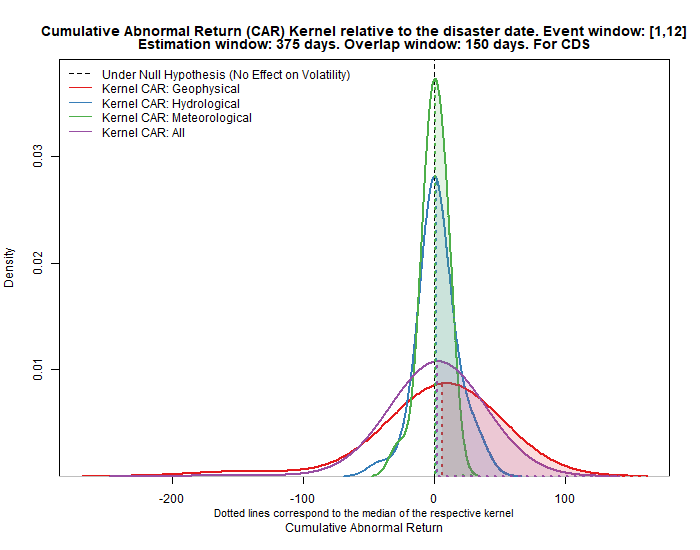 Cumulative Abnormal Return (CAR) Kernel relative to the disaster date. Event window: [1,12]
Estimation window: 375 days. Overlap window: 150 days. For CDS
Under Null Hypothesis (No Effect on Volatility)
Kernel CAR: Geophysical
Kernel CAR: Hydrological
Kernel CAR: Meteorological
Kernel CAR: All
0.03
0.02
0.01
Density
-200 -100 0 100
Dotted lines correspond to the median of the respective kernel
Cumulative Abnormal Return